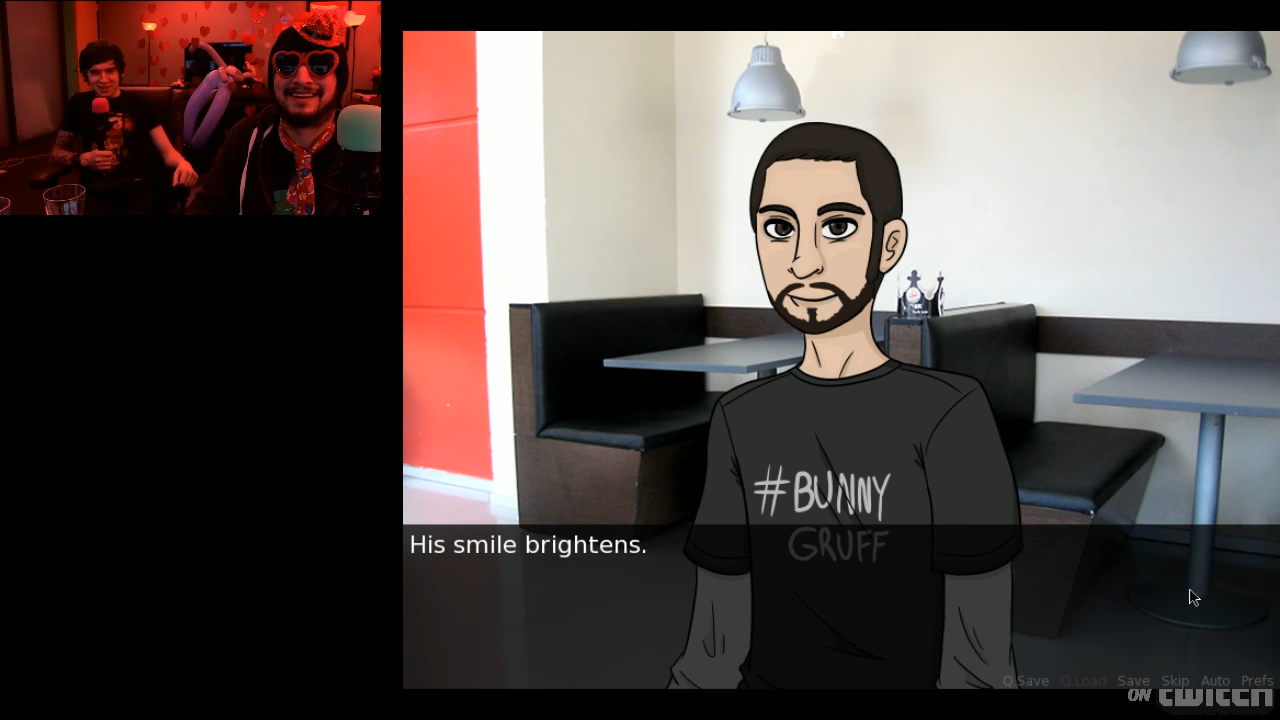 #BUNNY
GRUFF
His smile brightens.
Q.Save Q.Load Save Skip Auto Prefs
ON twitch